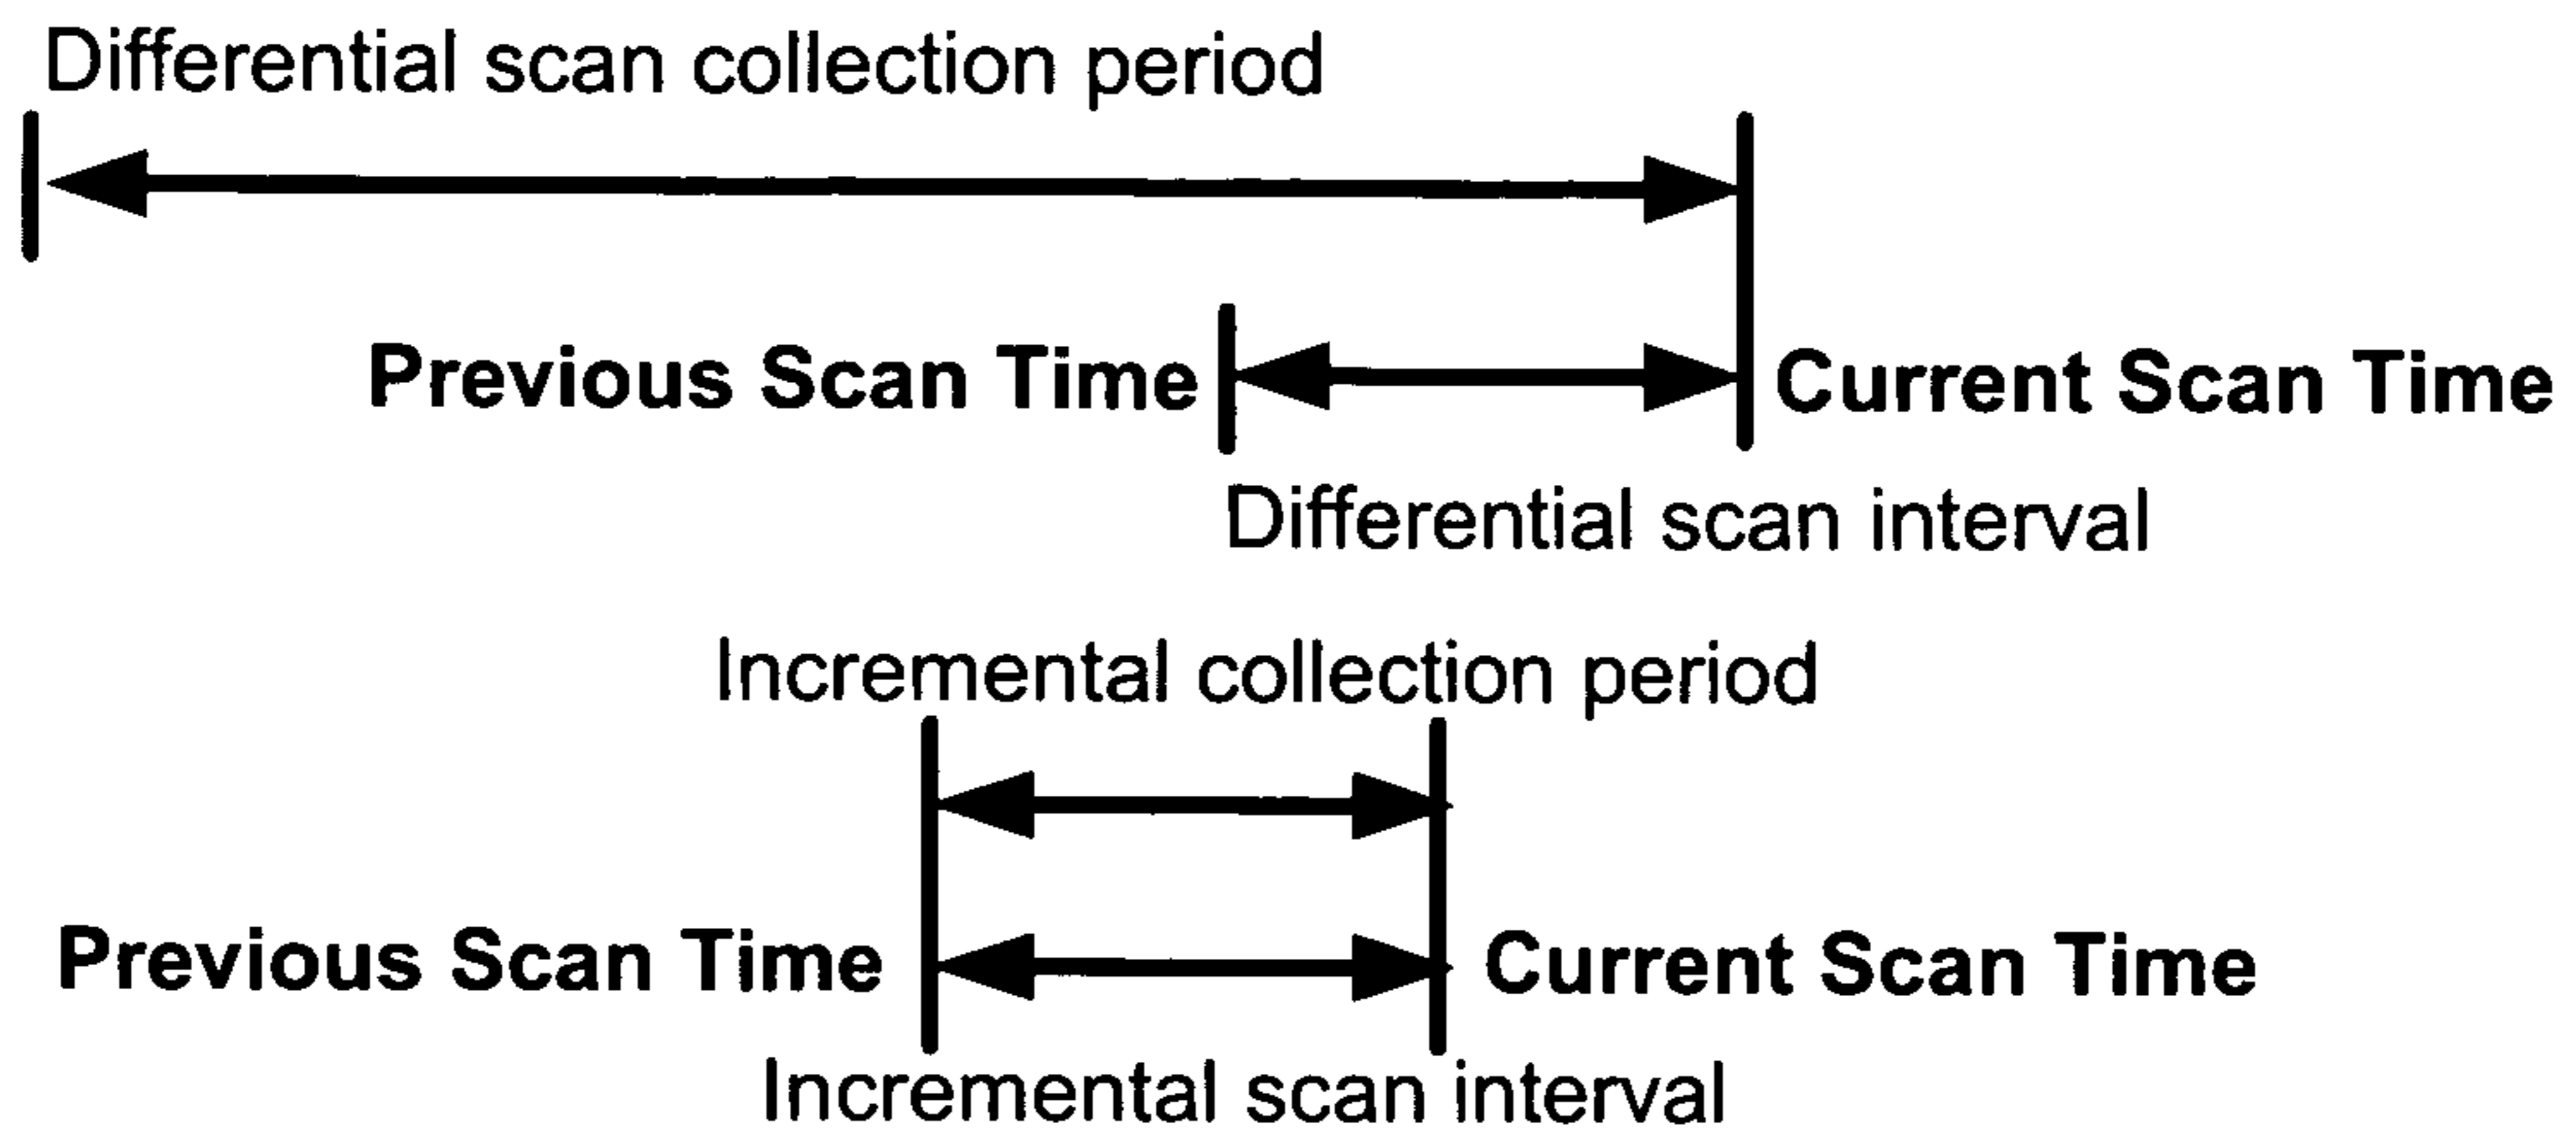 Differential scan collection period
Previous Scan Time
Current Scan Time
Differential scan interval
Incremental collection period
Previous Scan Time
Current Scan Time
Incremental scan interval